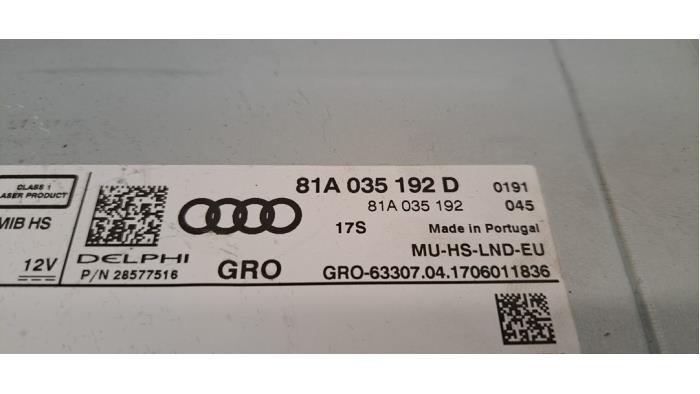 81A 035 192 D 0191
CLASS 1
LASER PRODUCT
81A 035 192 045
MIB HS
17S Made in Portugal
MU-HS-LND-EU
12V
DELPHI
P/N 28577516
GRO
GRO-63307.04.1706011836